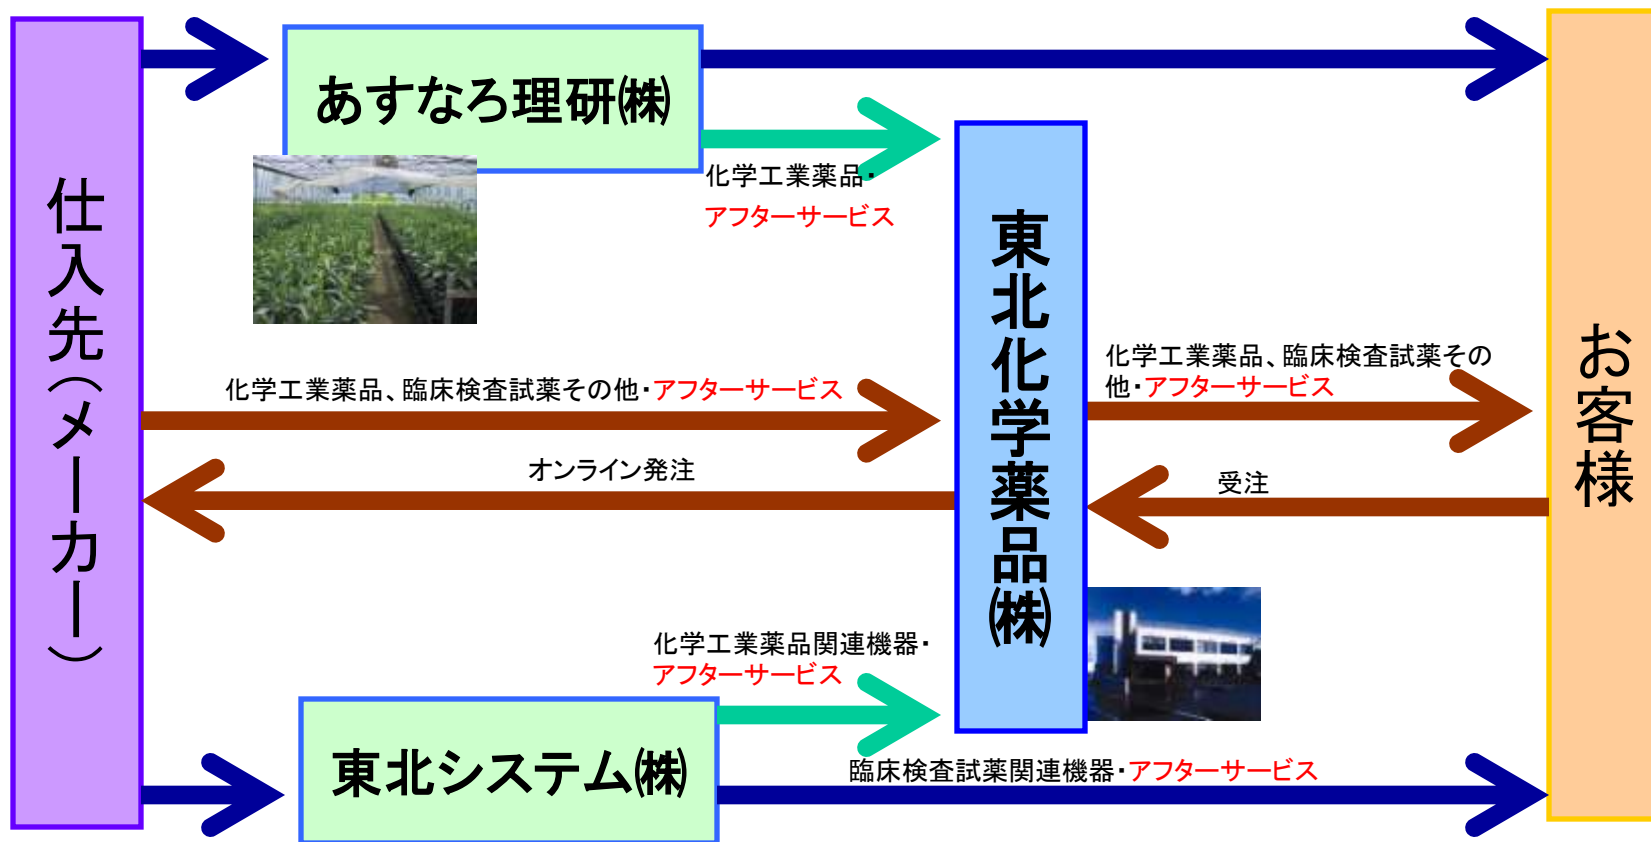 仕入先(メーカー)
あすなろ理研㈱
化学工業薬品・
アフターサービス
東北化学薬品㈱
お客様
化学工業薬品、臨床検査試薬その他・アフターサービス
化学工業薬品、臨床検査試薬その
他・アフターサービス
オンライン発注
受注
化学工業薬品関連機器・
アフターサービス
東北システム㈱
臨床検査試薬関連機器・アフターサービス